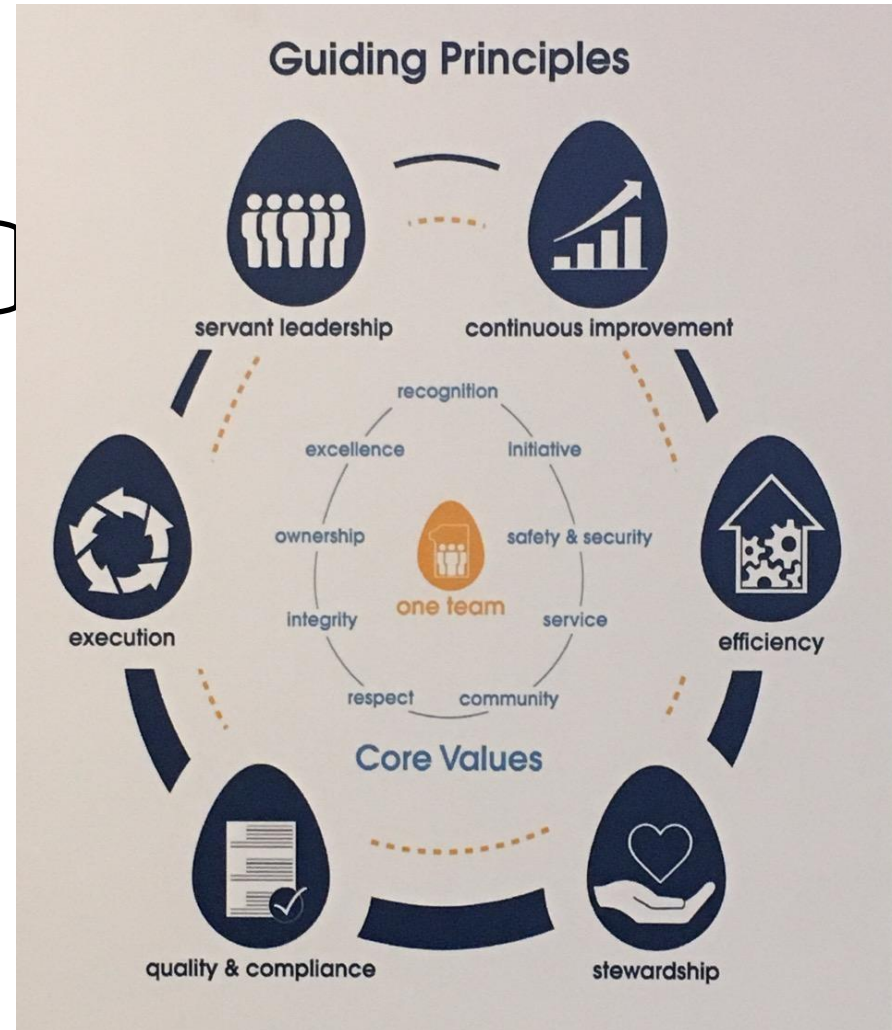 Guiding Principles
servant leadership
continuous improvement
recognition
excellence
initiative
ownership
safety & security
one team
integrity
service
execution
efficiency
respect
community
Core Values
quality & compliance
stewardship